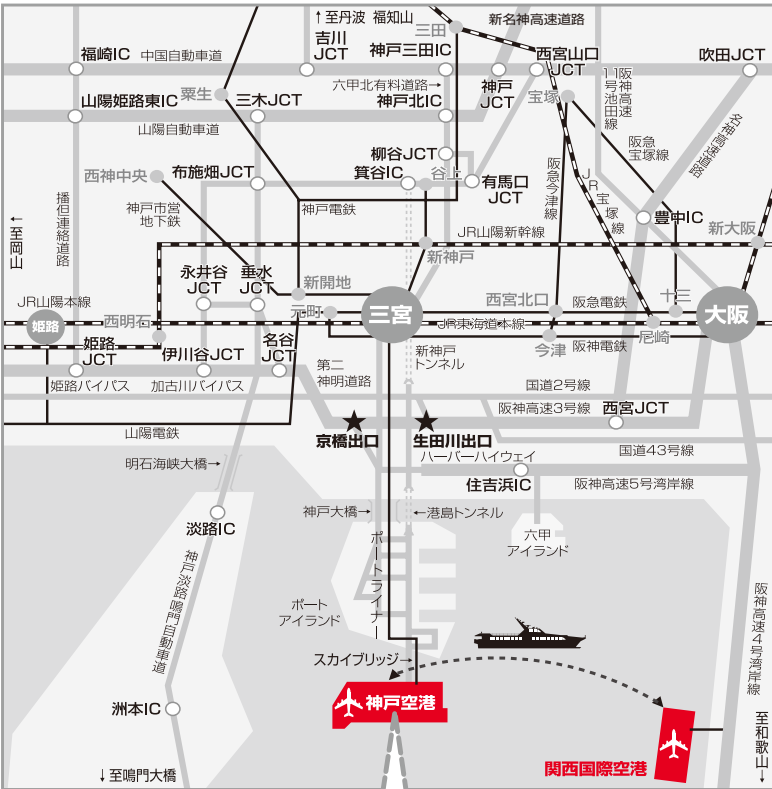 ↑至丹波 福知山
三田
新名神高速道路
福崎IC
中国自動車道
吉川
JCT
神戸三田IC
西宮山口
JCT
吹田JCT
六甲北有料道路→
神戸
JCT
宝塚
阪神高速
11号池田線
山陽姫路東IC
粟生
三木JCT
神戸北IC
名神高速道路
山陽自動車道
阪急
宝塚線
柳谷JCT
西神中央
布施畑JCT
箕谷IC
谷上
有馬口
JCT
阪急今津線
JR宝塚線
←至岡山
播但連絡道路
神戸市営
地下鉄
神戸電鉄
豊中IC
JR山陽新幹線
新大阪
新神戸
永井谷
JCT
垂水
JCT
新開地
JR山陽本線
姫路
西明石
元町
三宮
西宮北口
阪急電鉄
十三
大阪
JR東海道本線
尼崎
姫路
JCT
伊川谷JCT
名谷
JCT
新神戸
トンネル
今津
阪神電鉄
第二
神明道路
姫路バイパス
加古川バイパス
国道2号線
阪神高速3号線
西宮JCT
山陽電鉄
京橋出口
生田川出口
国道43号線
ハーバーハイウェイ
明石海峡大橋→
住吉浜IC
阪神高速5号湾岸線
神戸大橋→
←港島トンネル
淡路IC
六甲
アイランド
ポートライナー
神戸淡路鳴門自動車道
ポート
アイランド
阪神高速4号湾岸線
スカイブリッジ→
神戸空港
洲本IC
至和歌山→
関西国際空港
↓至鳴門大橋